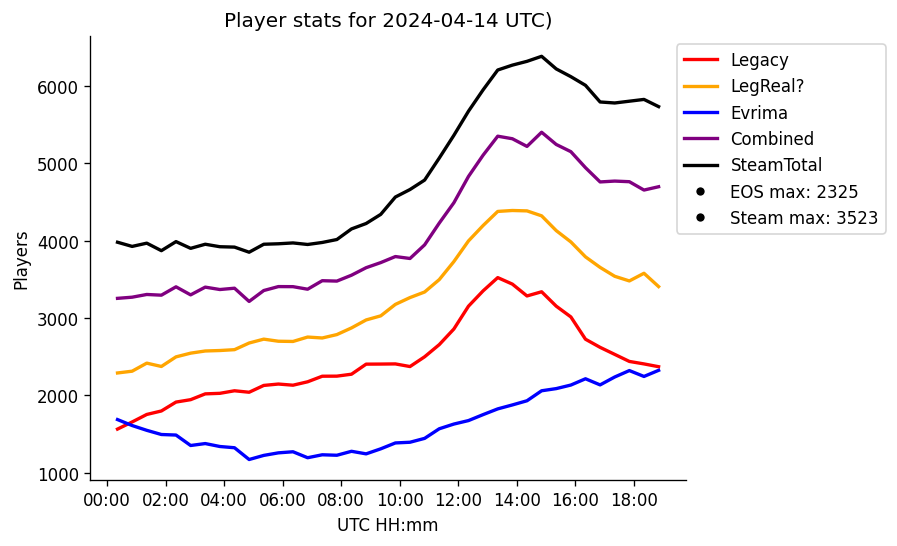 Player stats for 2024-04-14 UTC)
Legacy
LegReal?
Evrima
Combined
SteamTotal
EOS max: 2325
Steam max: 3523
Players
6000
5000
4000
3000
2000
1000
00:00 02:00 04:00 06:00 08:00 10:00 12:00 14:00 16:00 18:00
UTC HH:mm